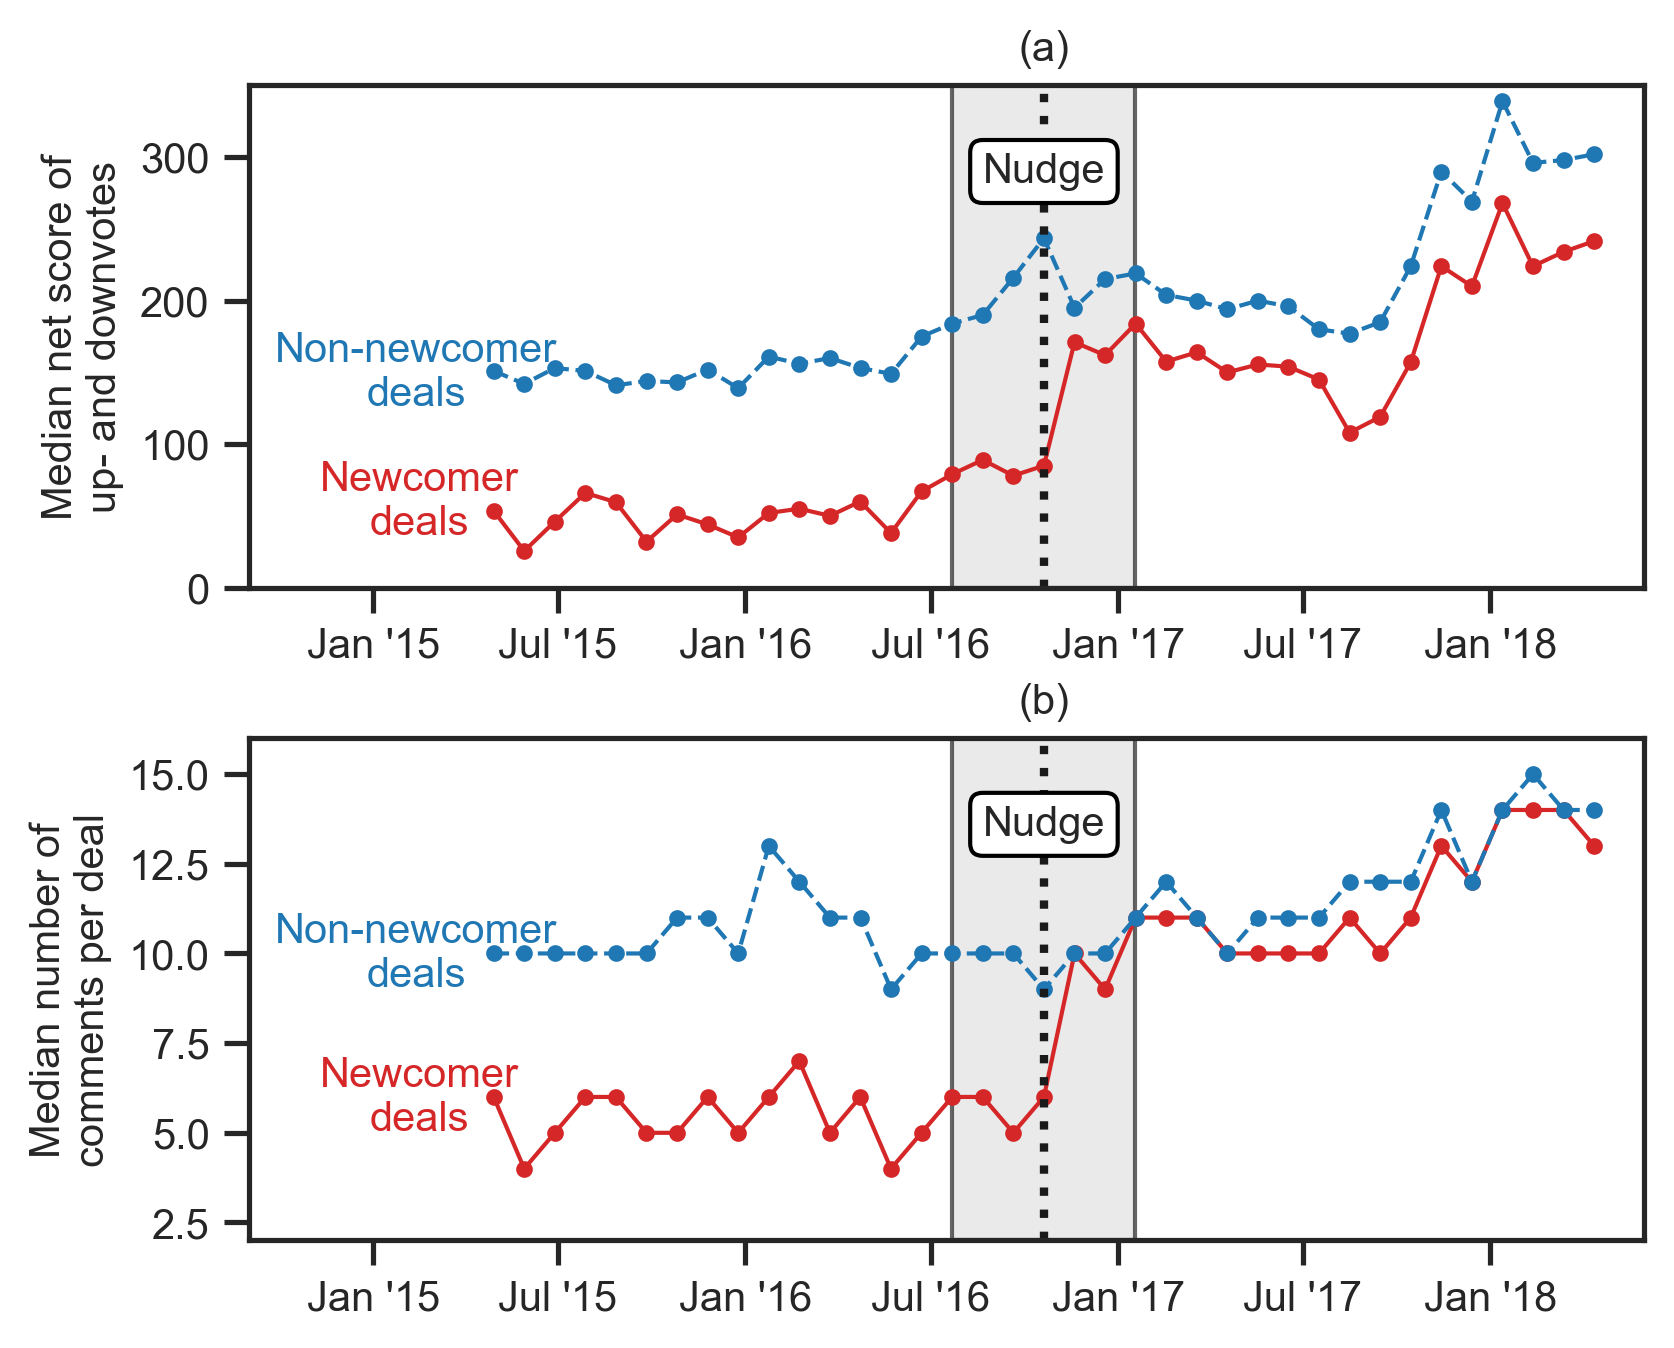 (a)
Median net score of
up- and downvotes
300
200
100
0
Nudge
Non-newcomer
deals
Newcomer
deals
Jan '15
Jul '15
Jan '16
Jul '16
Jan '17
Jul '17
Jan '18
(b)
Median number of
comments per deal
15.0
12.5
10.0
7.5
5.0
2.5
Nudge
Non-newcomer
deals
Newcomer
deals
Jan '15
Jul '15
Jan '16
Jul '16
Jan '17
Jul '17
Jan '18